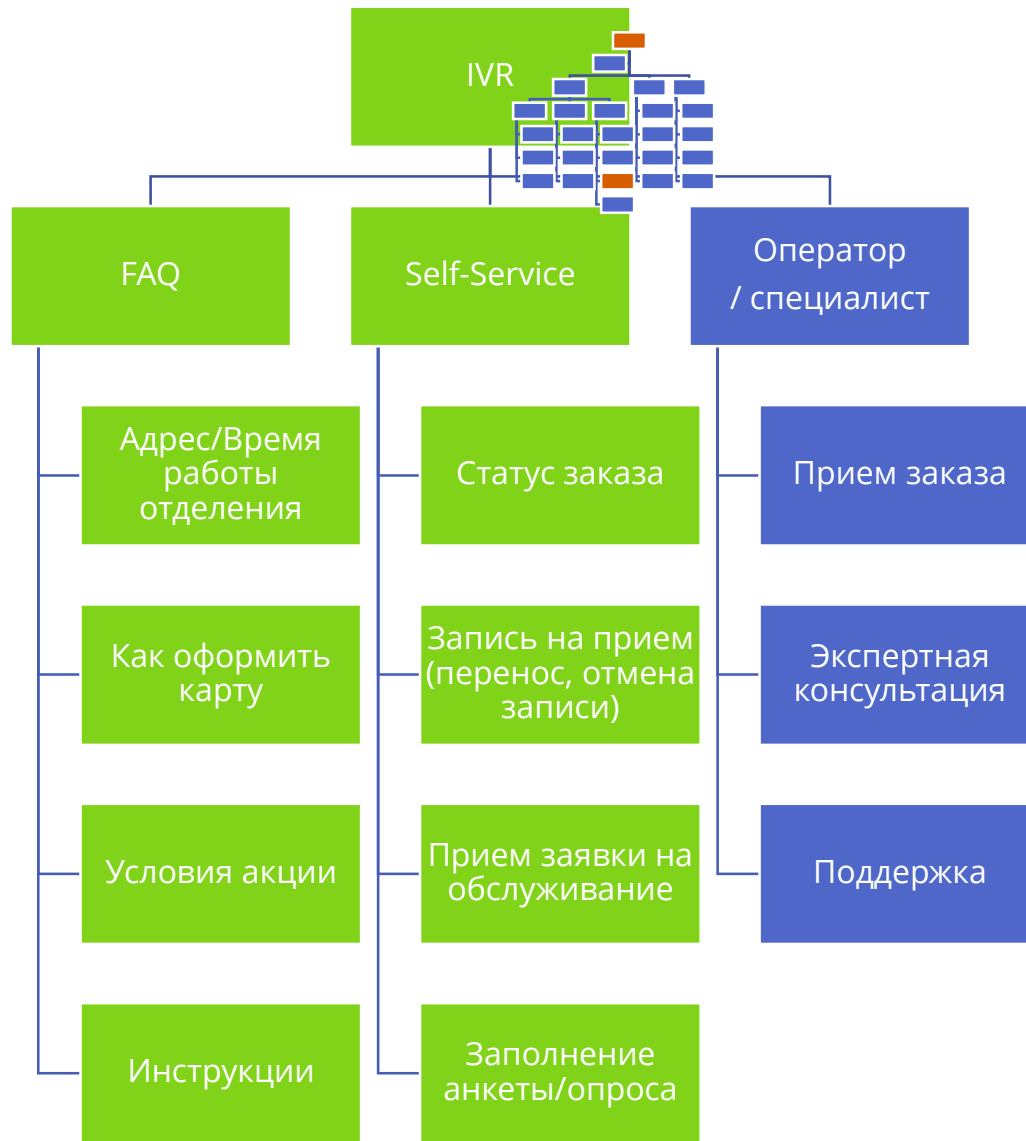 IVR
FAQ
Self-Service
Оператор
/ специалист
Адрес/Время
работы
отделения
Статус заказа
Прием заказа
Как оформить
карту
Запись на прием
(перенос, отмена
записи)
Экспертная
консультация
Условия акции
Прием заявки на
обслуживание
Поддержка
Инструкции
Заполнение
анкеты/опроса